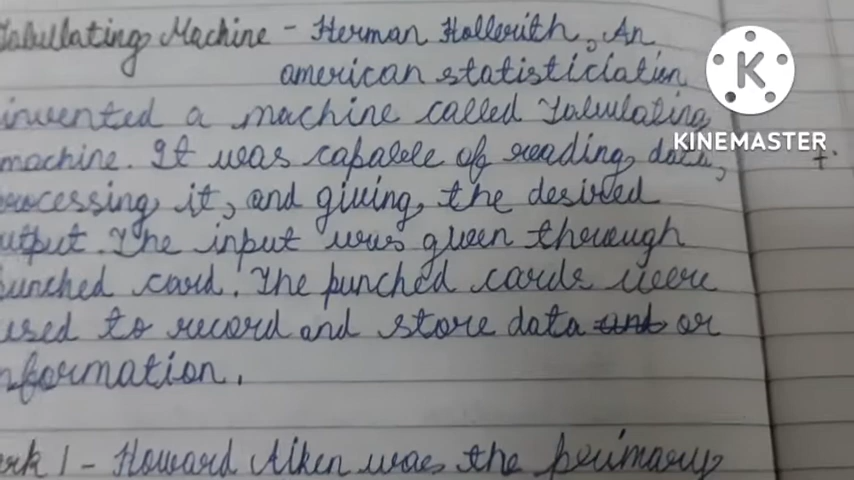 Tabullating Machine - Herman Hollerith, An
american statisticiation
invented a machine called Tabulating
machine. It was capable of reading data,
processing it, and giving the desired
output. The input was given through
punched card. The punched cards were
used to record and store data and or
information.
Mark 1 - Howard Aiken was the primary
KINEMASTER